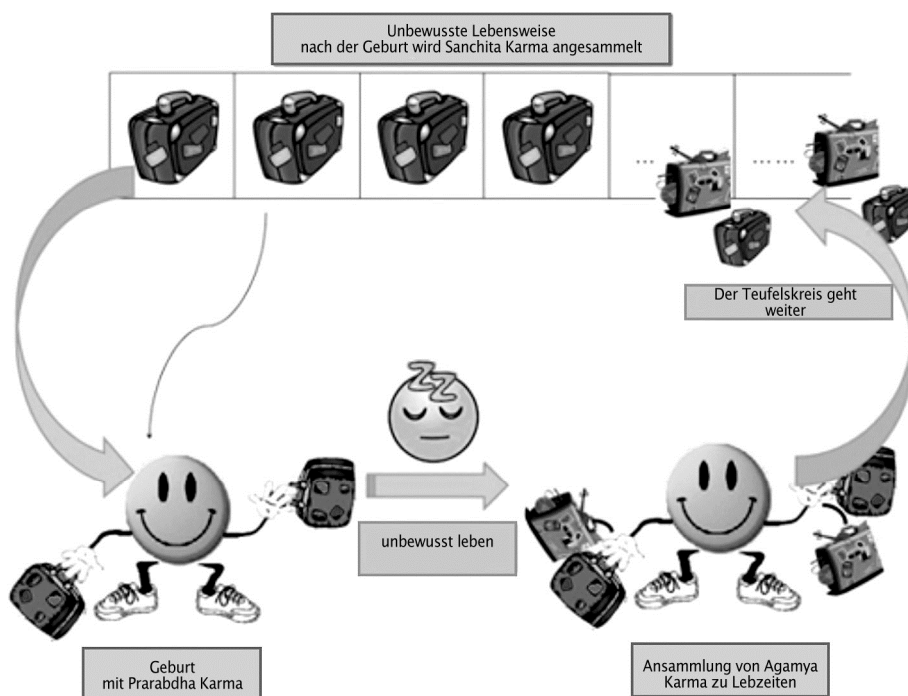 Unbewusste Lebensweise
nach der Geburt wird Sanchita Karma angesammelt
... ... ...
Der Teufelskreis geht
weiter
ZZ
unbewusst leben
Geburt
mit Prarabdha Karma
Ansammlung von Agamya
Karma zu Lebzeiten